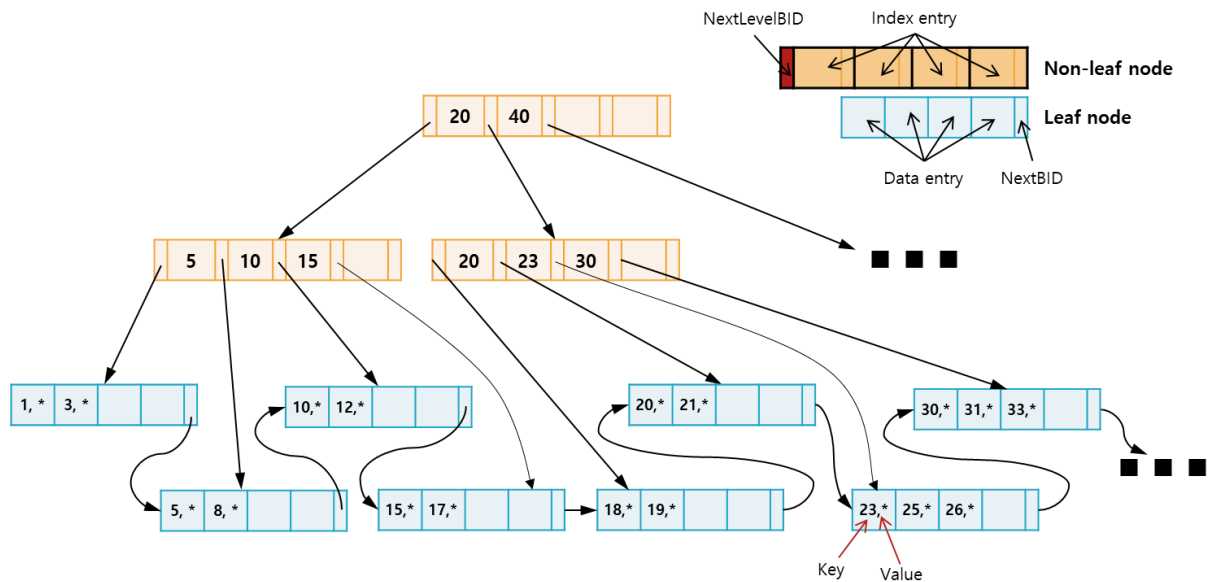 NextLevelBID
Index entry
Non-leaf node
20 40
Leaf node
Data entry
NextBID
5 10 15
20 23 30
1, * 3, *
10,* 12,*
20,* 21,*
30,* 31,* 33,*
5, * 8, *
15,* 17,*
18,* 19,*
23,* 25,* 26,*
Key
Value